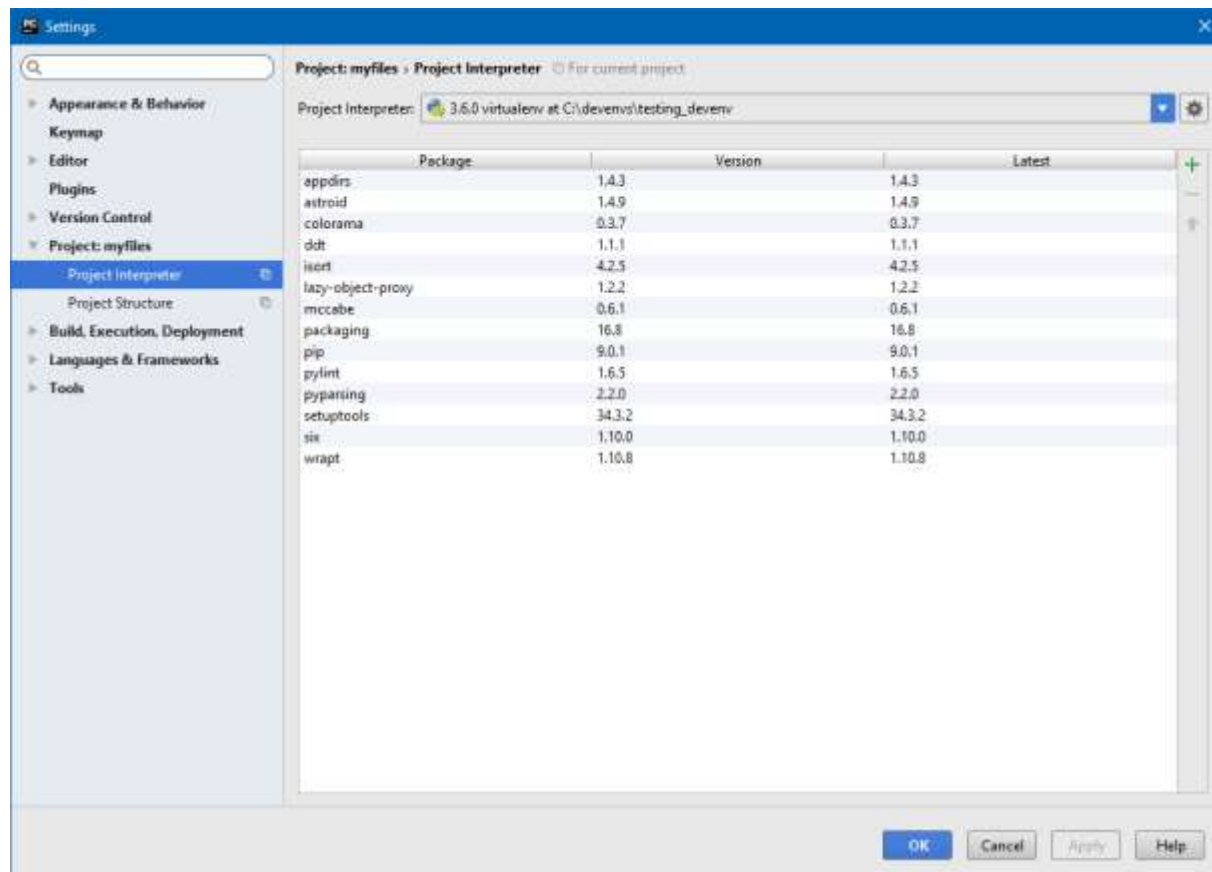 Settings
Project: myfiles › Project Interpreter For current project
Appearance & Behavior
Keymap
Editor
Plugins
Version Control
Project: myfiles
Project Interpreter
Project Structure
Build, Execution, Deployment
Languages & Frameworks
Tools
Project Interpreter: 3.6.0 virtualenv at C:\devenvs\testing_devenv
Package Version Latest
appdirs 1.4.3 1.4.3
astroid 1.4.9 1.4.9
colorama 0.3.7 0.3.7
ddt 1.1.1 1.1.1
isort 4.2.5 4.2.5
lazy-object-proxy 1.2.2 1.2.2
mccabe 0.6.1 0.6.1
packaging 16.8 16.8
pip 9.0.1 9.0.1
pylint 1.6.5 1.6.5
pyparsing 2.2.0 2.2.0
setuptools 34.3.2 34.3.2
six 1.10.0 1.10.0
wrapt 1.10.8 1.10.8
OK Cancel Apply Help